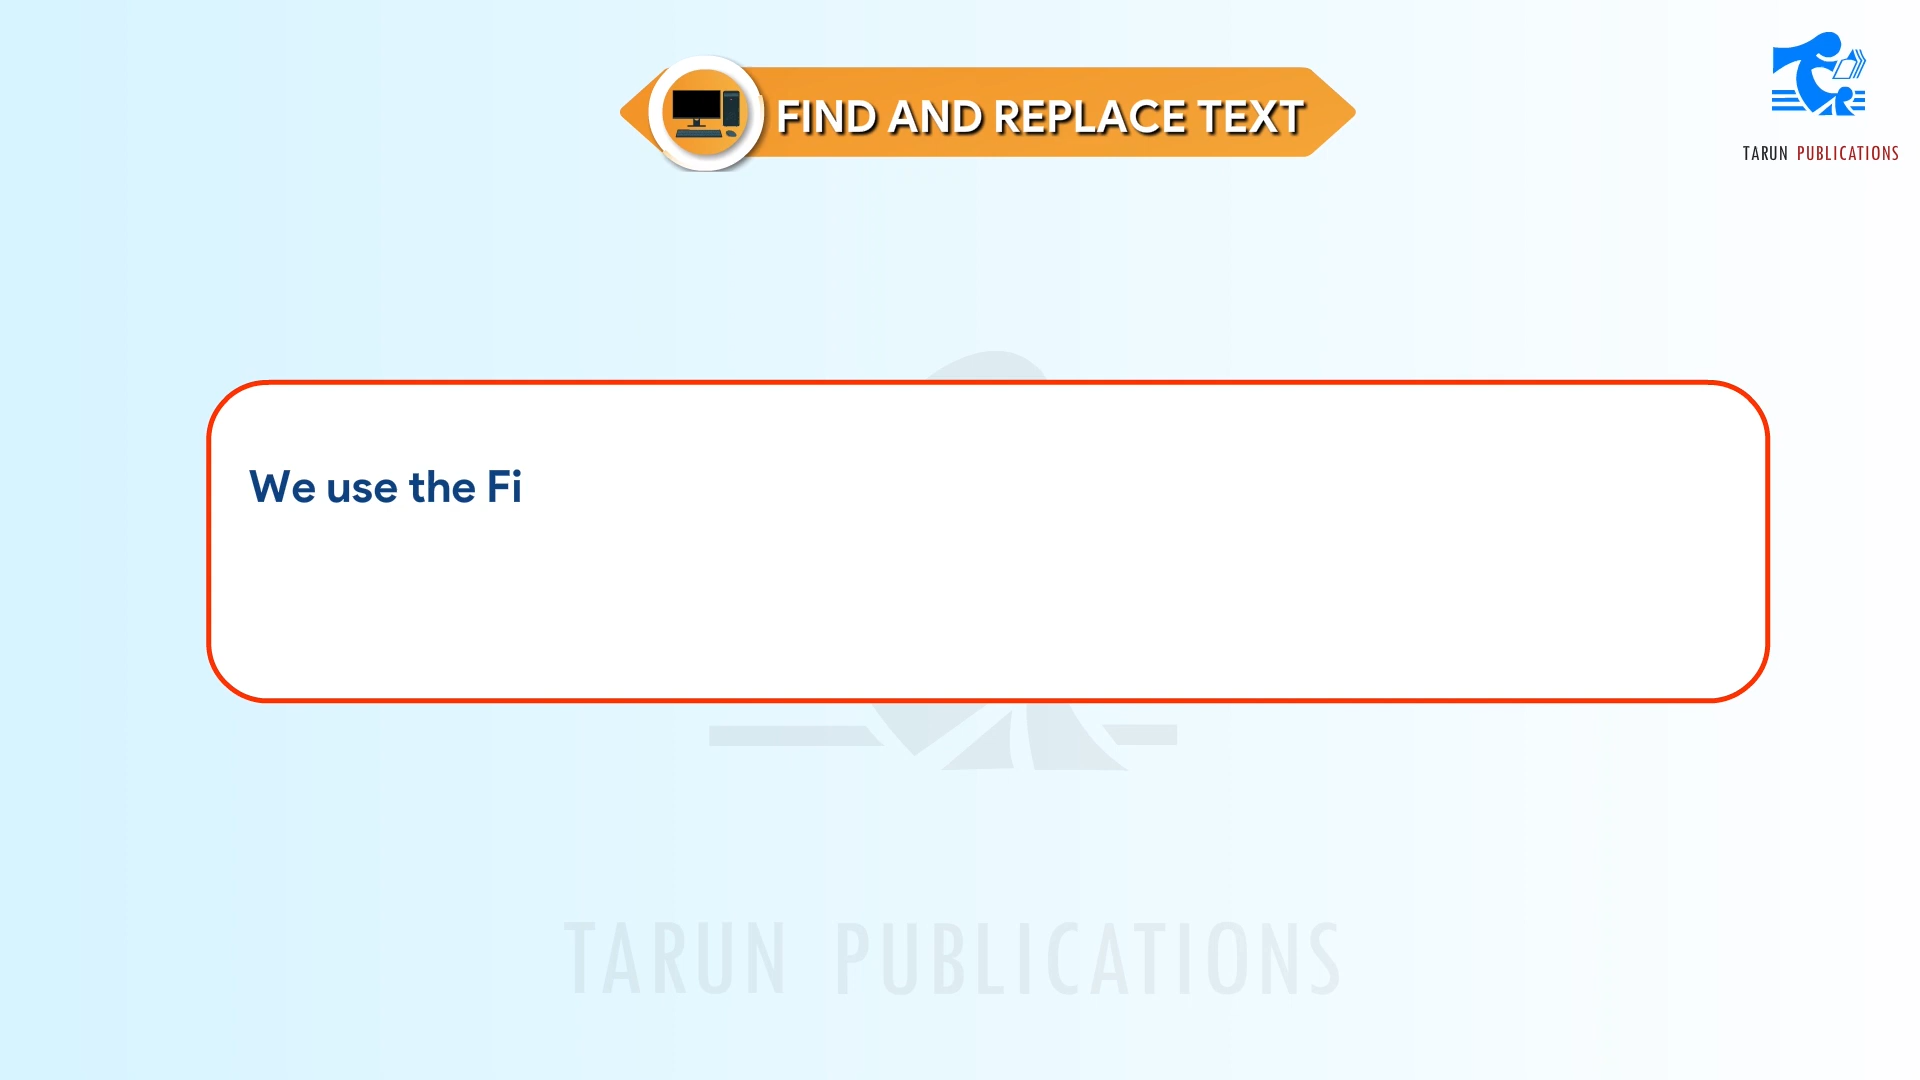 FIND AND REPLACE TEXT
TARUN PUBLICATIONS
We use the Fi
TARUN PUBLICATIONS